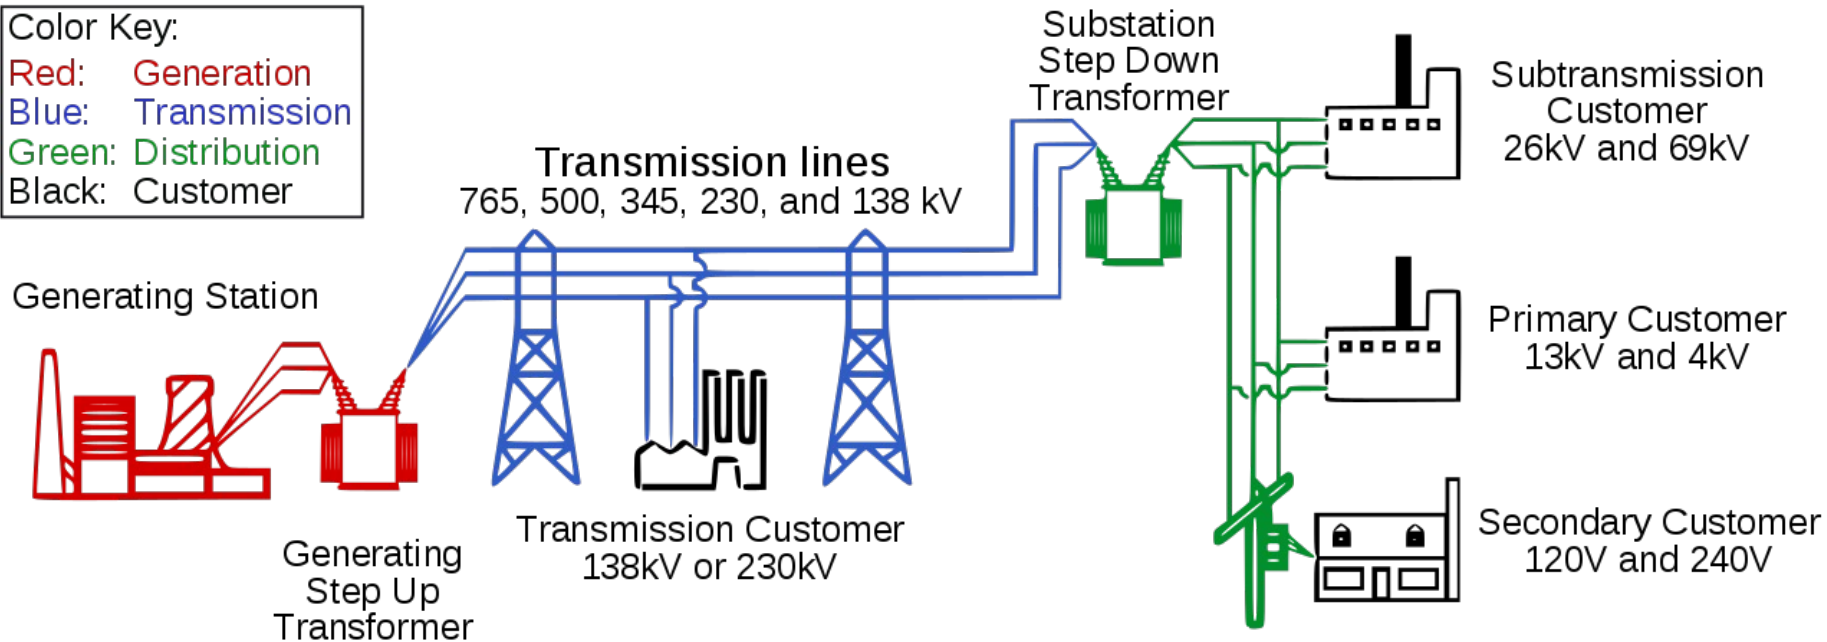 Color Key:
Red: Generation
Blue: Transmission
Green: Distribution
Black: Customer
Generating Station
Generating
Step Up
Transformer
Transmission lines
765, 500, 345, 230, and 138 kV
Transmission Customer
138kV or 230kV
Substation
Step Down
Transformer
Subtransmission
Customer
26kV and 69kV
Primary Customer
13kV and 4kV
Secondary Customer
120V and 240V